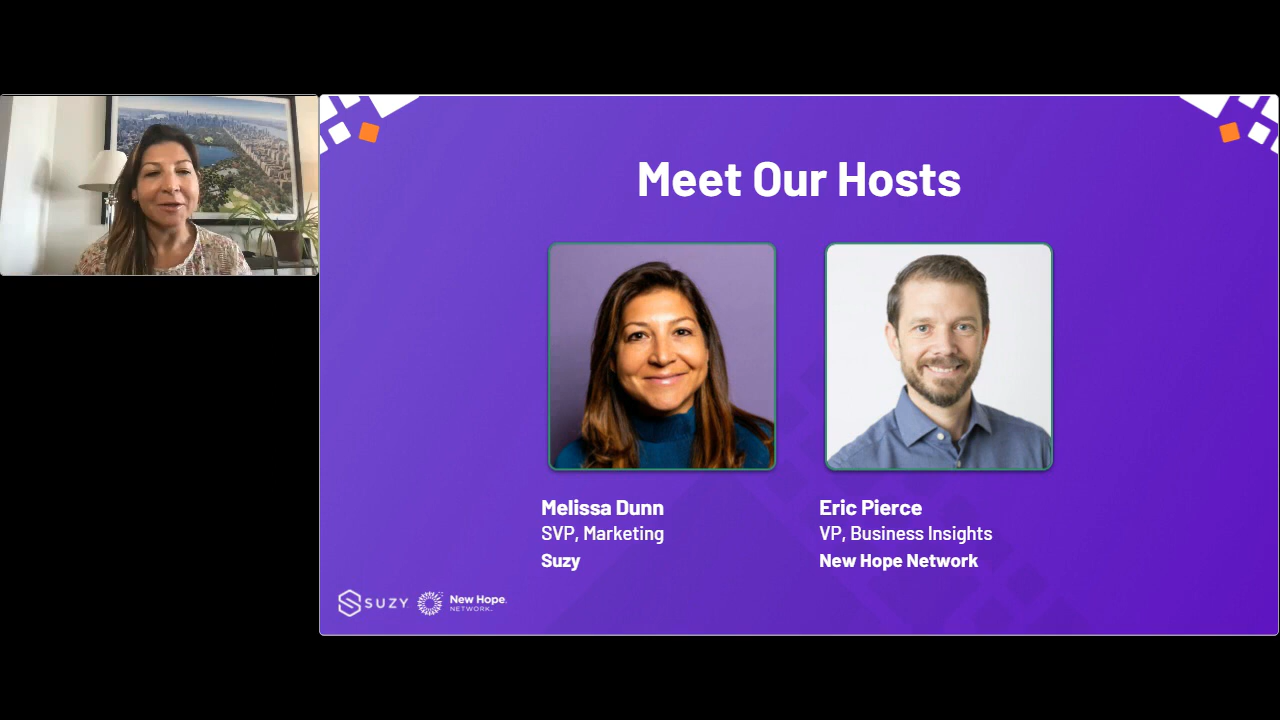 Meet Our Hosts
Melissa Dunn
SVP, Marketing
Suzy
Eric Pierce
VP, Business Insights
New Hope Network
SUZY
New Hope
NETWORK